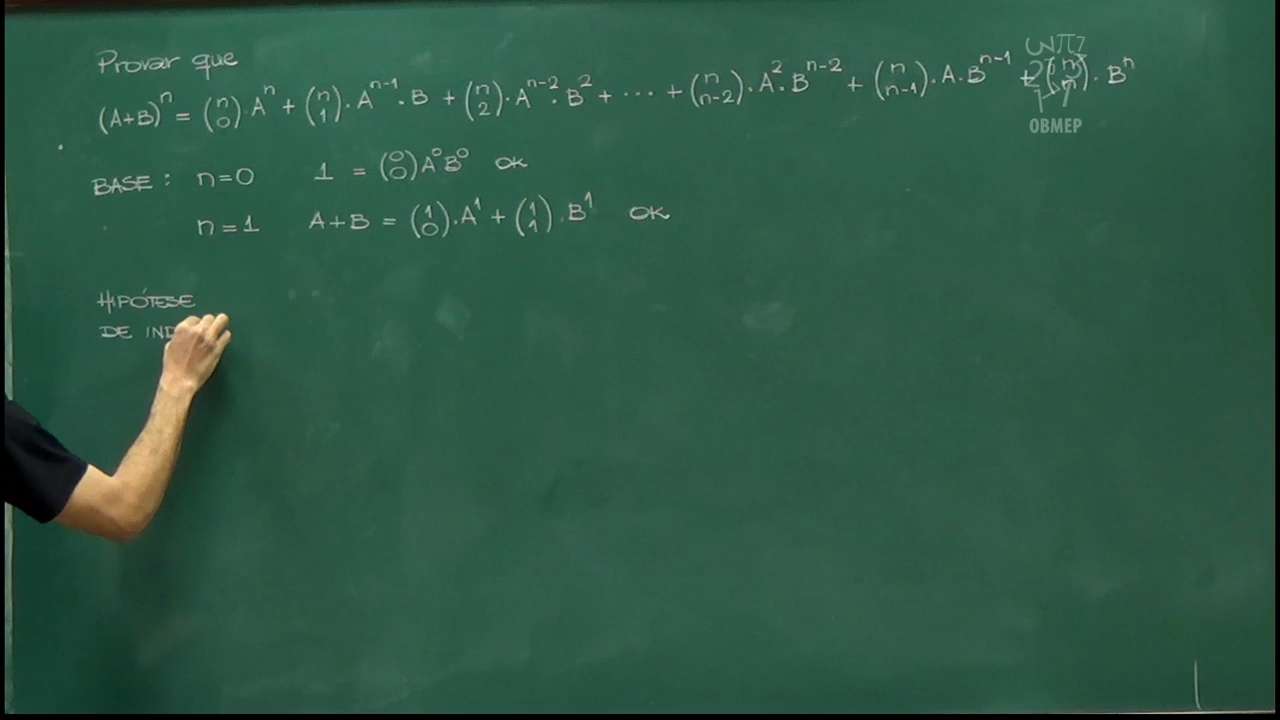 Provar que
(A+B)^n = (n 0)·A^n + (n 1)·A^{n-1}·B + (n 2)·A^{n-2}·B^2 + ··· + (n n-2)·A^2·B^{n-2} + (n n-1)·A·B^{n-1} + (n n)·B^n
OBMEP
BASE: n=0 1 = (0 0)A^0B^0 OK
n=1 A+B = (1 0)·A^1 + (1 1)·B^1 OK
HIPÓTESE
DE IND